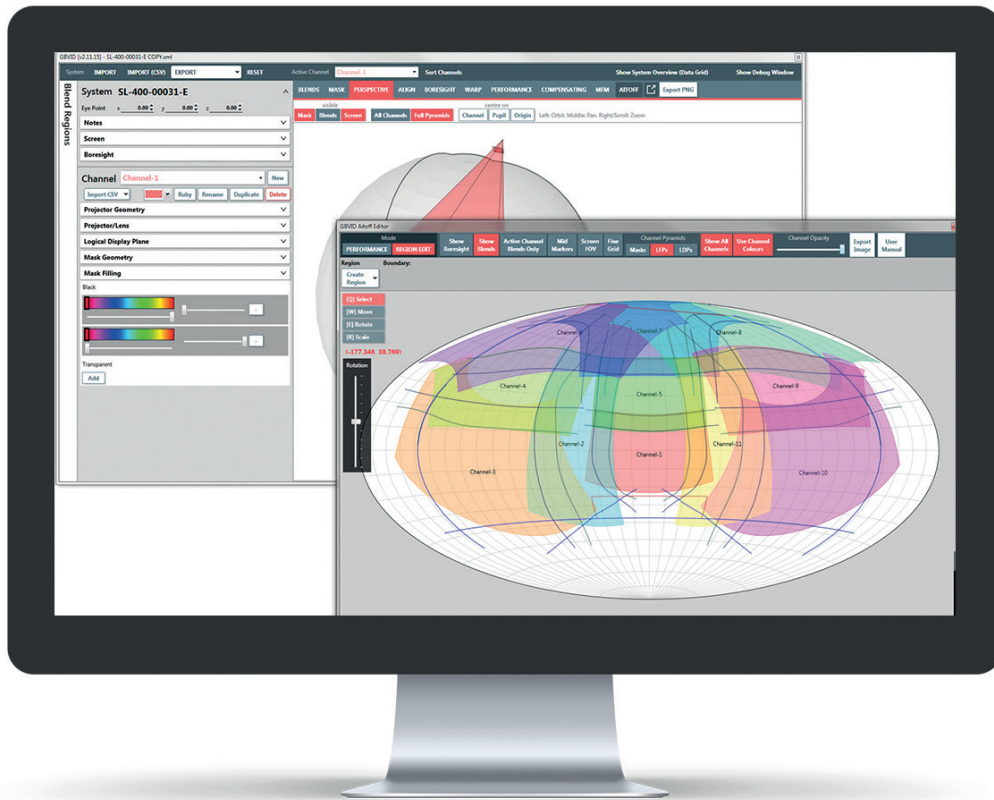 GBVID [v2.11.15] - SL-400-00031-E COPY.xml
System IMPORT IMPORT (CSV) EXPORT RESET Active Channel Channel-1 Sort Channels Show System Overview (Data Grid) Show Debug Window
Blend Regions
System SL-400-00031-E
Eye Point x 0.00 y 0.00 z 0.00
Notes
Screen
Boresight
Channel Channel-1 New
Import CSV Ruby Rename Duplicate Delete
Projector Geometry
Projector/Lens
Logical Display Plane
Mask Geometry
Mask Filling
Black
-
-
Transparent
Add
BLENDS MASK PERSPECTIVE ALIGN BORESIGHT WARP PERFORMANCE COMPENSATING MFM AITOFF Export PNG
visible centre on
Mask Blends Screen All Channels Full Pyramids Channel Pupil Origin Left: Orbit. Middle: Pan. Right/Scroll: Zoom
GBVID Aitoff Editor
Mode
PERFORMANCE REGION EDIT
Show Boresight
Show Blends
Active Channel Blends Only
Mid Markers
Screen FOV
Fine Grid
Channel Pyramids
Masks LFPs LDPs
Show All Channels
Use Channel Colours
Channel Opacity
Export Image
User Manual
Region Boundary:
Create Region
[Q] Select
[W] Move
[E] Rotate
[R] Scale
(-177.346, 38.769)
Rotation
Channel-8
Channel-4
Channel-5
Channel-9
Channel-2
Channel-11
Channel-3
Channel-1
Channel-10